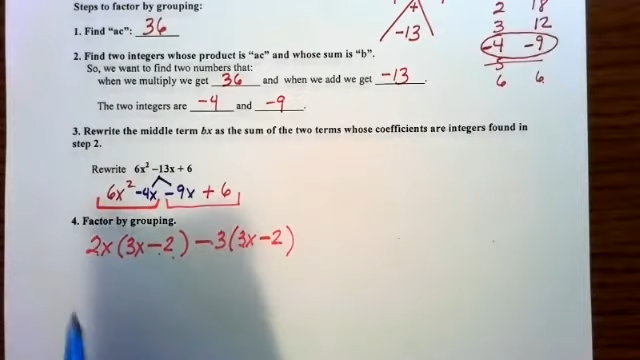 Steps to factor by grouping:
+
2 18
1. Find "ac": 36
-13
3 12
-4 -9
2. Find two integers whose product is "ac" and whose sum is "b".
5
So, we want to find two numbers that:
6 6
when we multiply we get 36 and when we add we get -13.
The two integers are -4 and -9.
3. Rewrite the middle term bx as the sum of the two terms whose coefficients are integers found in
step 2.
Rewrite 6x² −13x + 6
6x² -4x -9x + 6
4. Factor by grouping.
2x(3x-2) -3(3x-2)